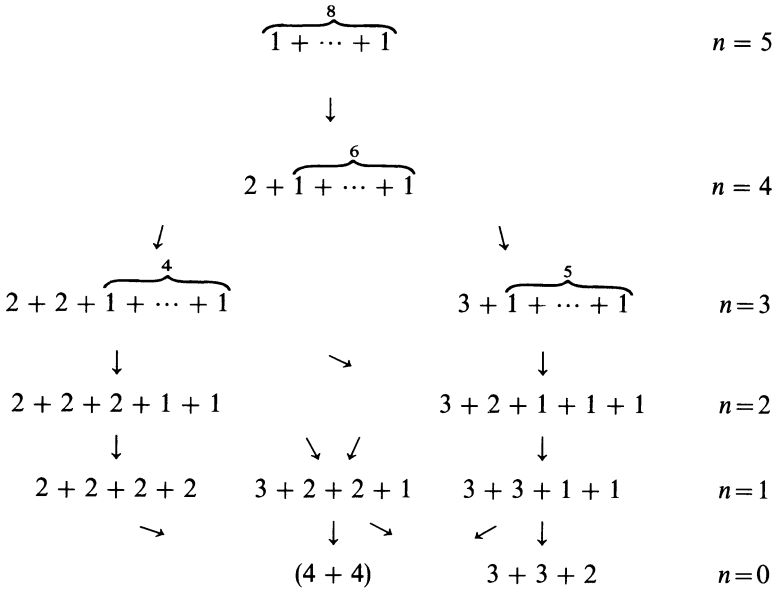 8
1 + ··· + 1 n = 5
↓
6
2 + 1 + ··· + 1 n = 4
↙ ↘
4 5
2 + 2 + 1 + ··· + 1 3 + 1 + ··· + 1 n = 3
↓ ↘ ↓
2 + 2 + 2 + 1 + 1 3 + 2 + 1 + 1 + 1 n = 2
↓ ↘ ↙ ↓
2 + 2 + 2 + 2 3 + 2 + 2 + 1 3 + 3 + 1 + 1 n = 1
↘ ↓ ↘ ↙ ↓
(4 + 4) 3 + 3 + 2 n = 0